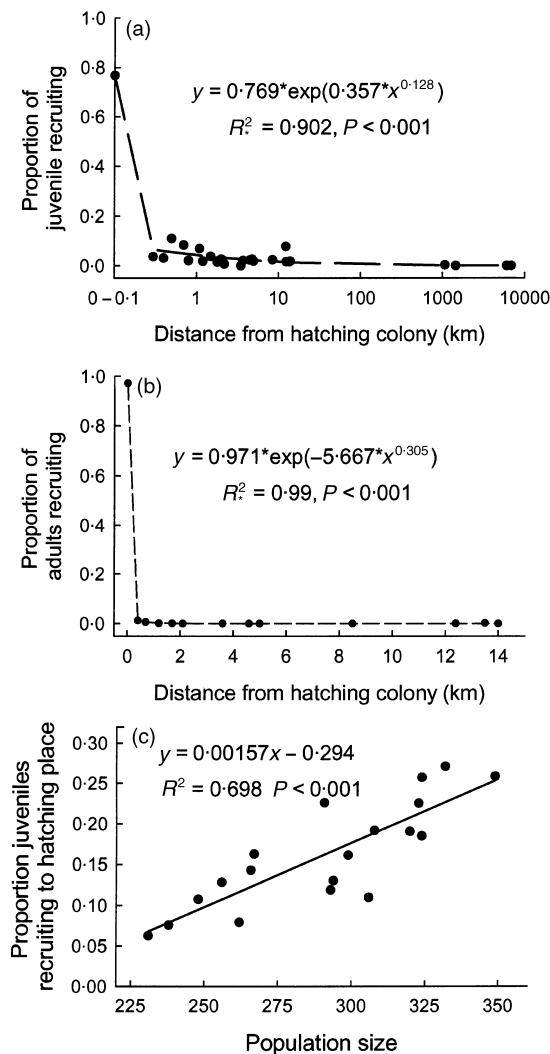 (a)
y = 0·769*exp(0·357*x^0·128)
R*^2 = 0·902, P < 0·001
Proportion of
juvenile recruiting
1·0
0·8
0·6
0·4
0·2
0·0
0–0·1 1 10 100 1000 10000
Distance from hatching colony (km)
(b)
y = 0·971*exp(–5·667*x^0·305)
R*^2 = 0·99, P < 0·001
Proportion of
adults recruiting
1·0
0·8
0·6
0·4
0·2
0·0
0 2 4 6 8 10 12 14
Distance from hatching colony (km)
(c)
y = 0·00157x – 0·294
R^2 = 0·698 P < 0·001
Proportion juveniles
recruiting to hatching place
0·30
0·25
0·20
0·15
0·10
0·05
0·00
225 250 275 300 325 350
Population size